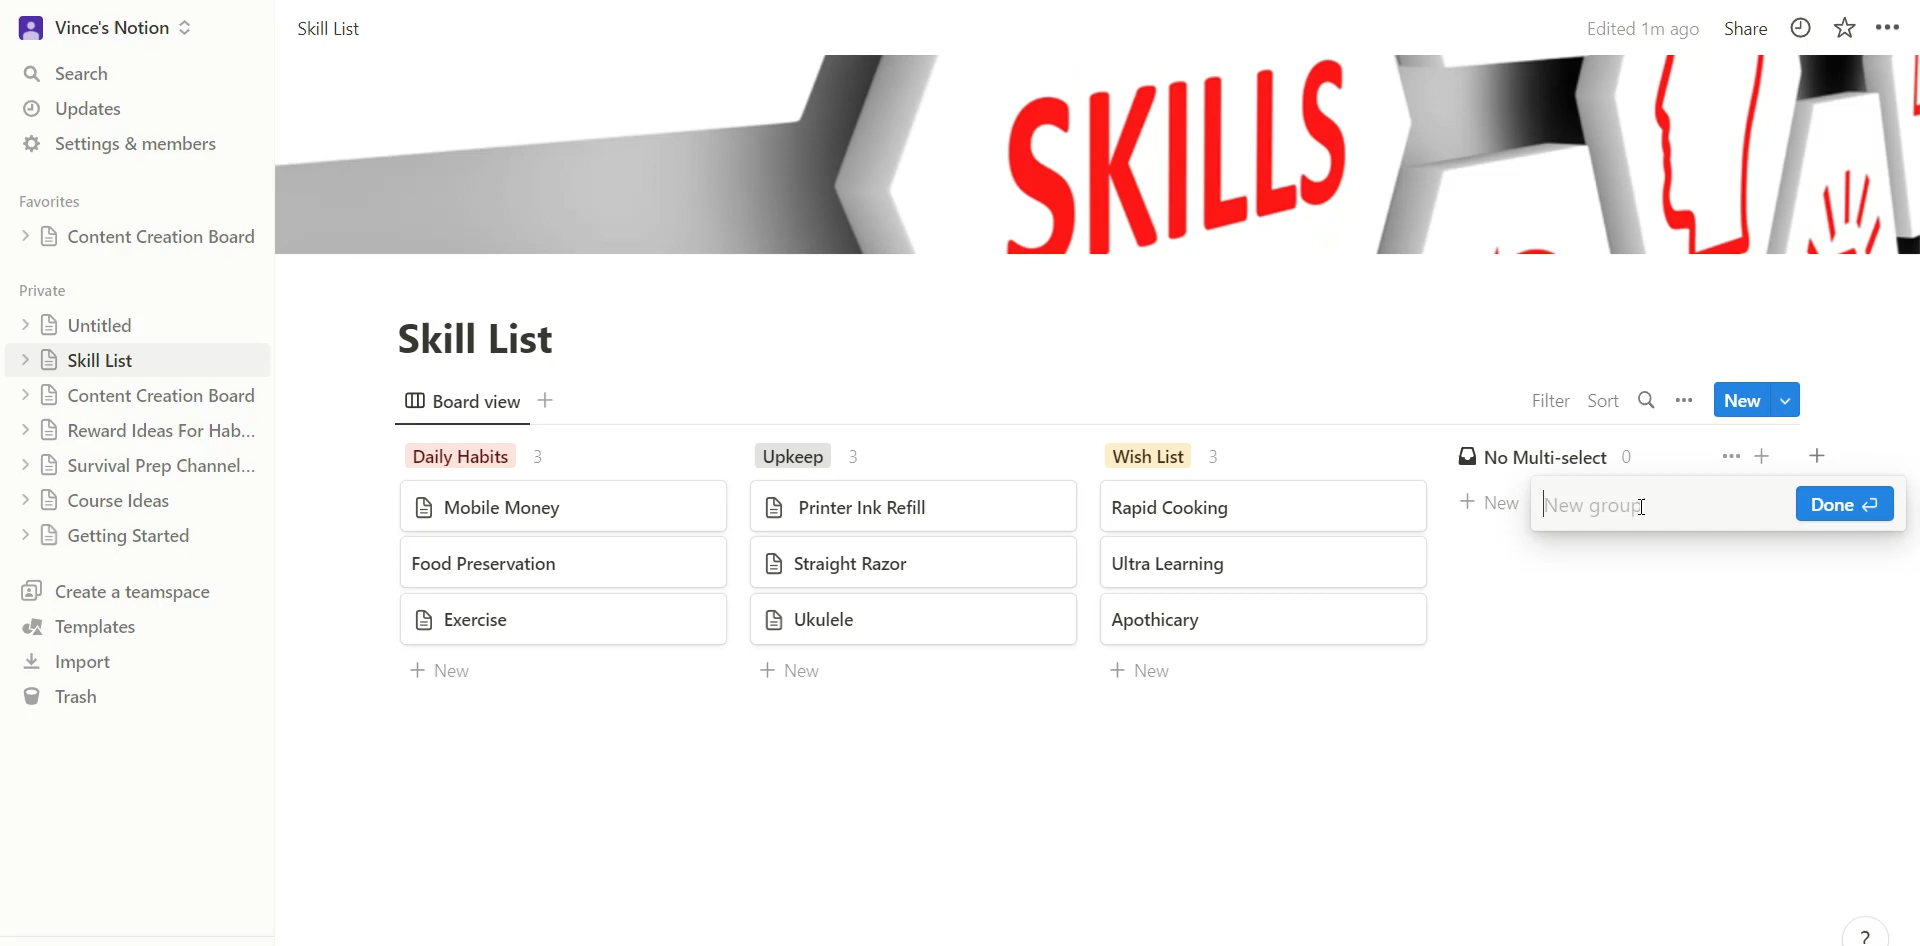 Vince's Notion
Search
Updates
Settings & members
Favorites
Content Creation Board
Private
Untitled
Skill List
Content Creation Board
Reward Ideas For Hab...
Survival Prep Channel...
Course Ideas
Getting Started
Create a teamspace
Templates
Import
Trash
Skill List
Edited 1m ago Share
SKILLS
Skill List
Board view
Filter Sort New
Daily Habits 3
Mobile Money
Food Preservation
Exercise
+ New
Upkeep 3
Printer Ink Refill
Straight Razor
Ukulele
+ New
Wish List 3
Rapid Cooking
Ultra Learning
Apothicary
+ New
No Multi-select 0
+ New
New group
Done
?